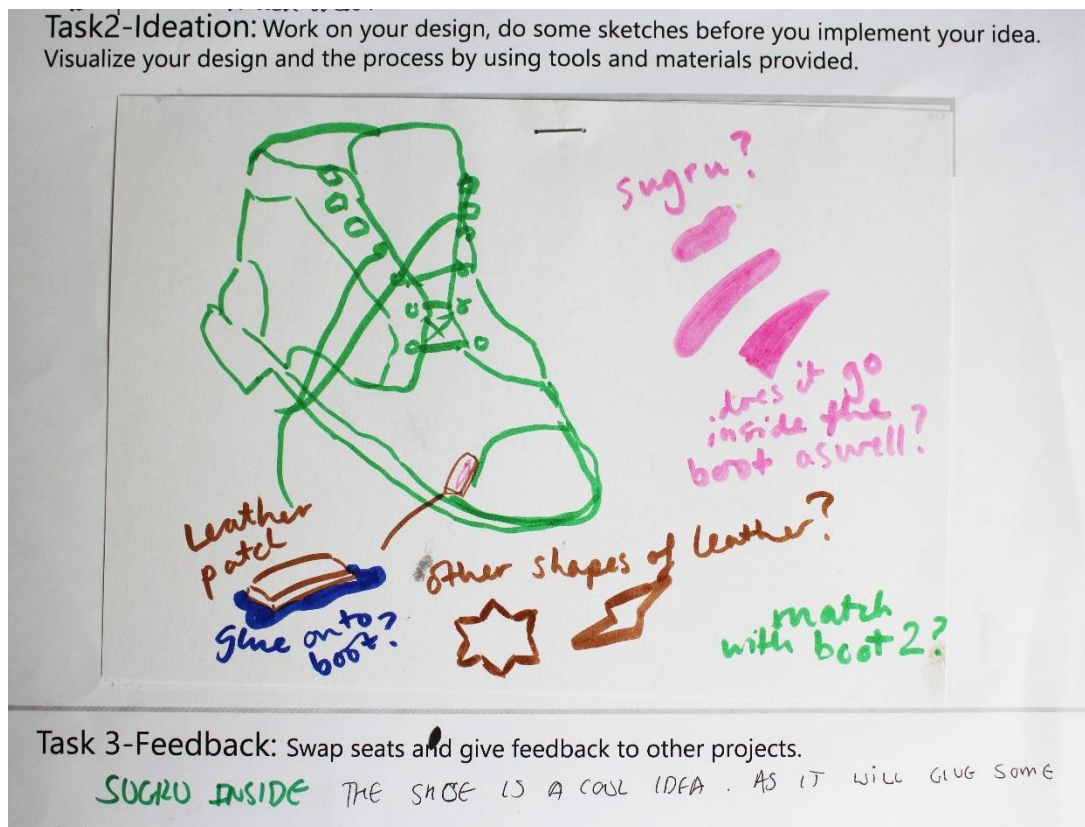 Task2-Ideation: Work on your design, do some sketches before you implement your idea.
Visualize your design and the process by using tools and materials provided.
sugru?
does it go
inside the
boot aswell?
Leather
patch
other shapes of leather?
Glue onto
boot?
match
with boot 2?
Task 3-Feedback: Swap seats and give feedback to other projects.
SUGRU INSIDE THE SHOE IS A COOL IDEA. AS IT WILL GIVE SOME